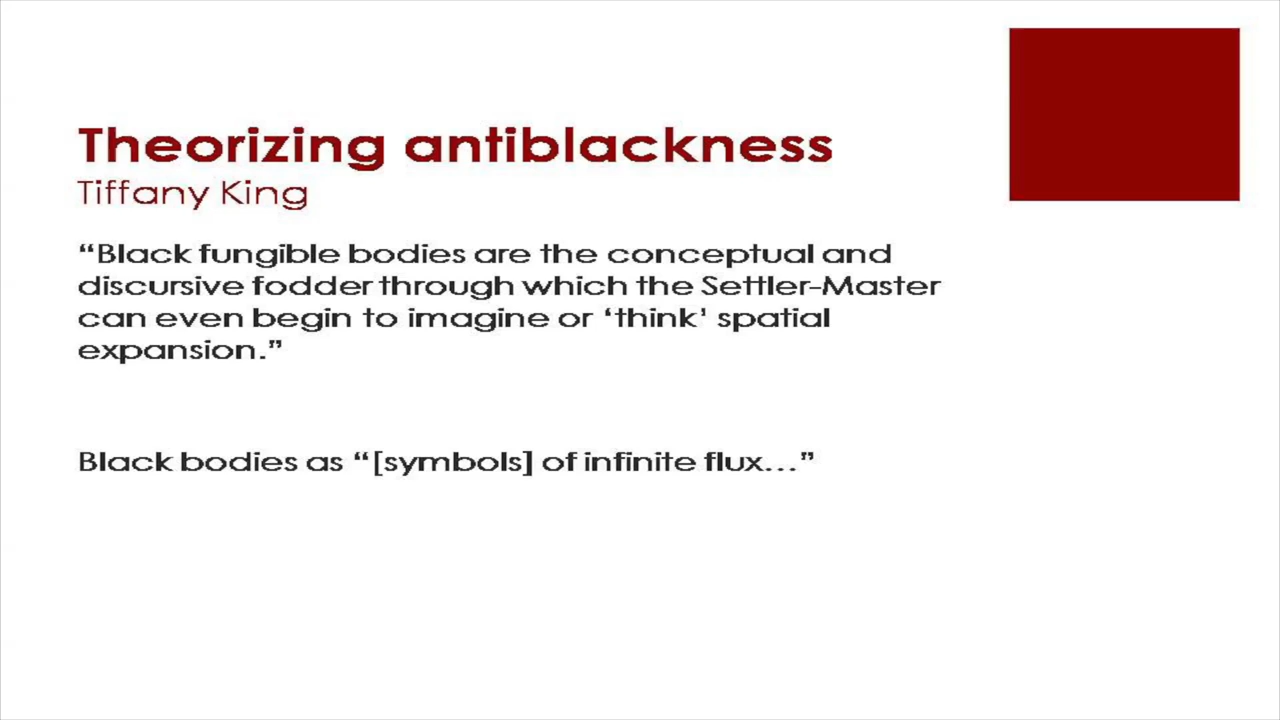 Theorizing antiblackness
Tiffany King
“Black fungible bodies are the conceptual and
discursive fodder through which the Settler-Master
can even begin to imagine or ‘think’ spatial
expansion.”
Black bodies as “[symbols] of infinite flux…”